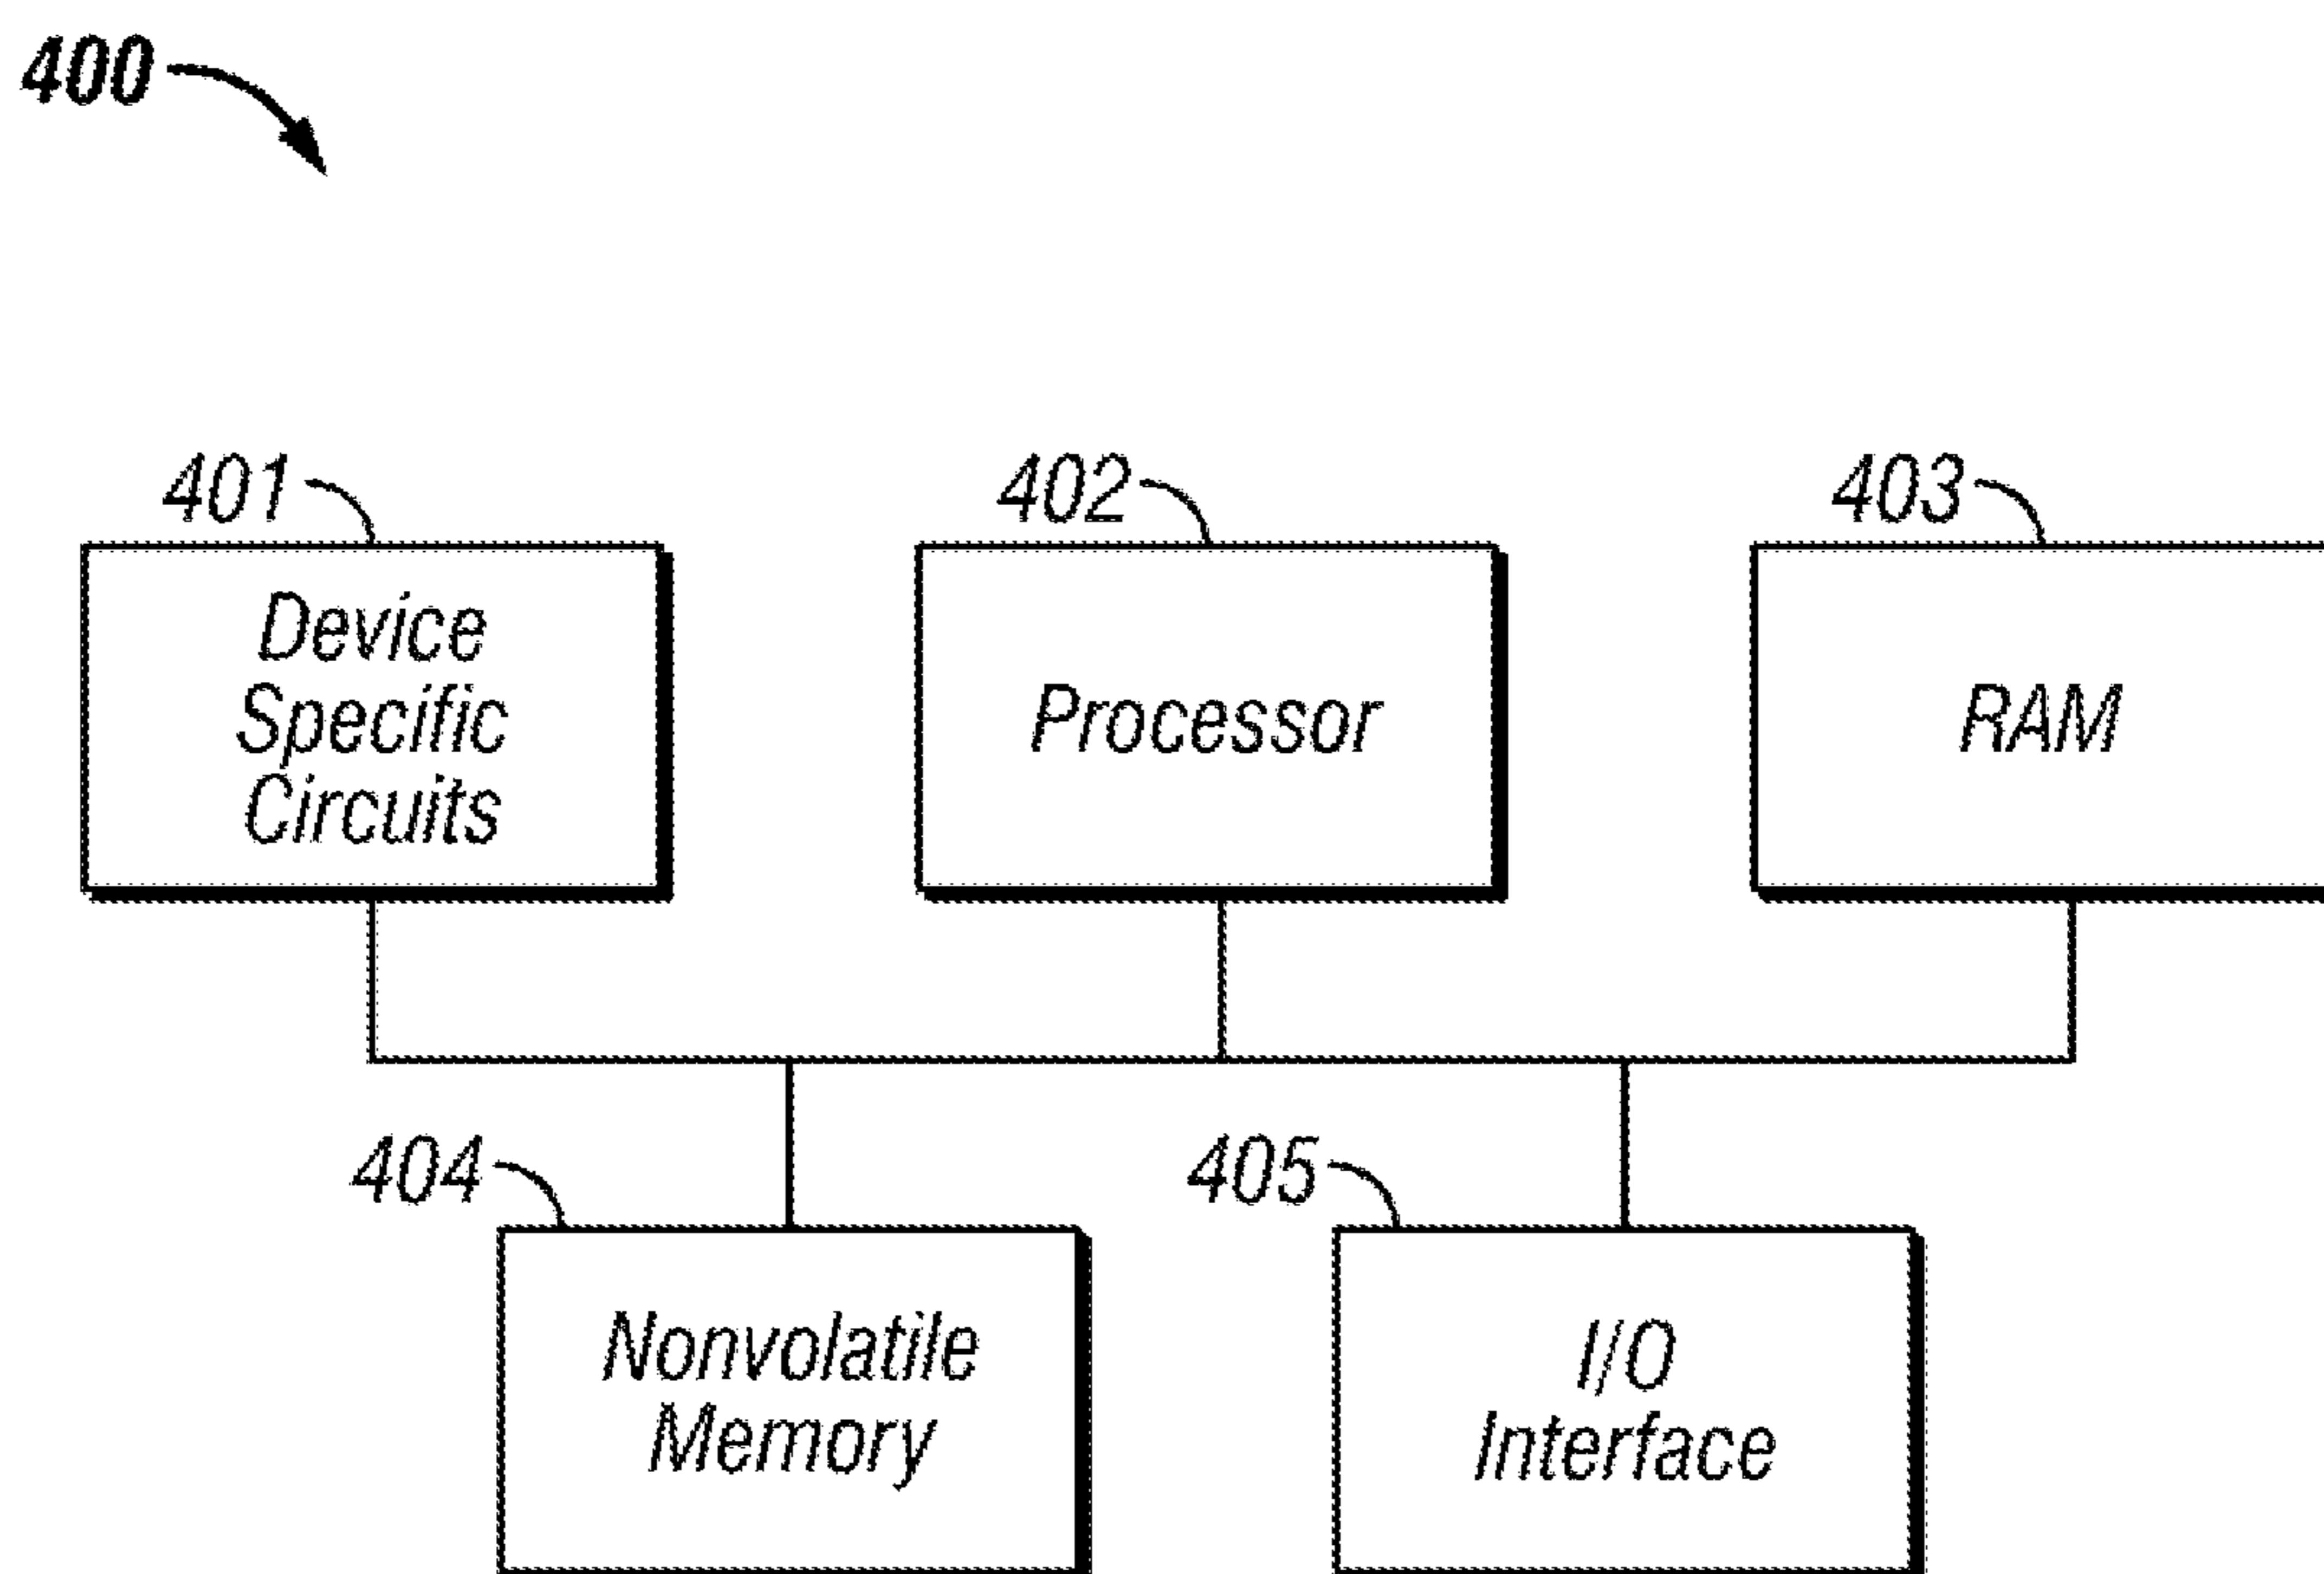 400
401
402
403
Device
Specific
Circuits
Processor
RAM
404
405
Nonvolatile
Memory
I/O
Interface